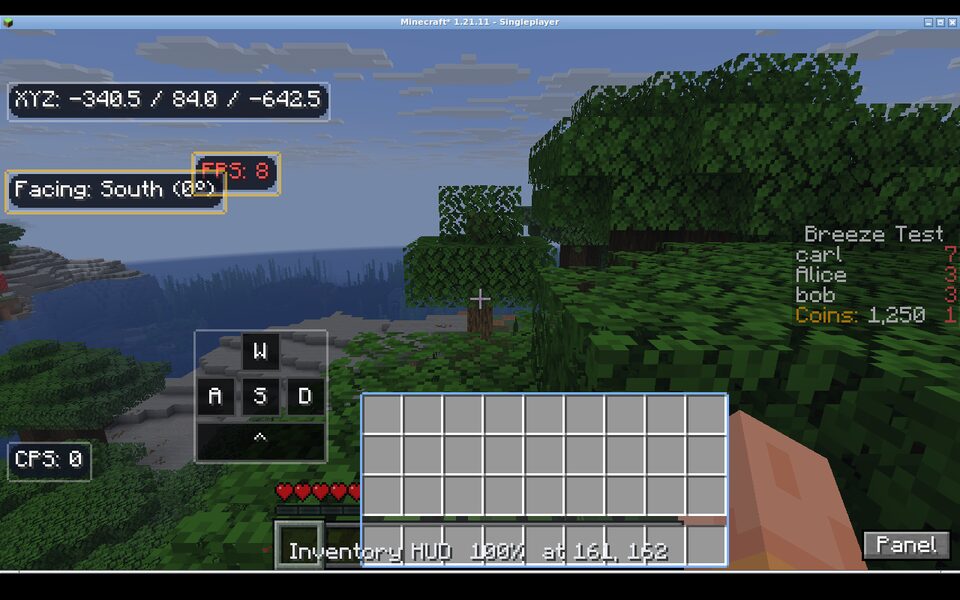 Minecraft* 1.21.11 - Singleplayer
XYZ: -340.5 / 84.0 / -642.5
FPS: 8
Facing: South (0°)
Breeze Test
carl 7
Alice 3
bob 3
Coins: 1,250 1
W
A S D
^
CPS: 0
Inventory HUD 100% at 161, 162
Panel